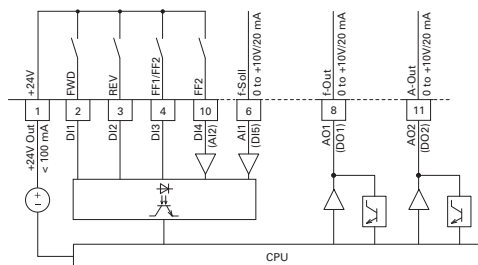 +24V
FWD
REV
FF1/FF2
FF2
f-Soll
0 to +10V/20 mA
f-Out
0 to +10V/20 mA
A-Out
0 to +10V/20 mA
1
2
3
4
10
6
8
11
+24V Out
< 100 mA
DI1
DI2
DI3
DI4
(AI2)
AI1
(DI5)
AO1
(DO1)
AO2
(DO2)
+
−
CPU